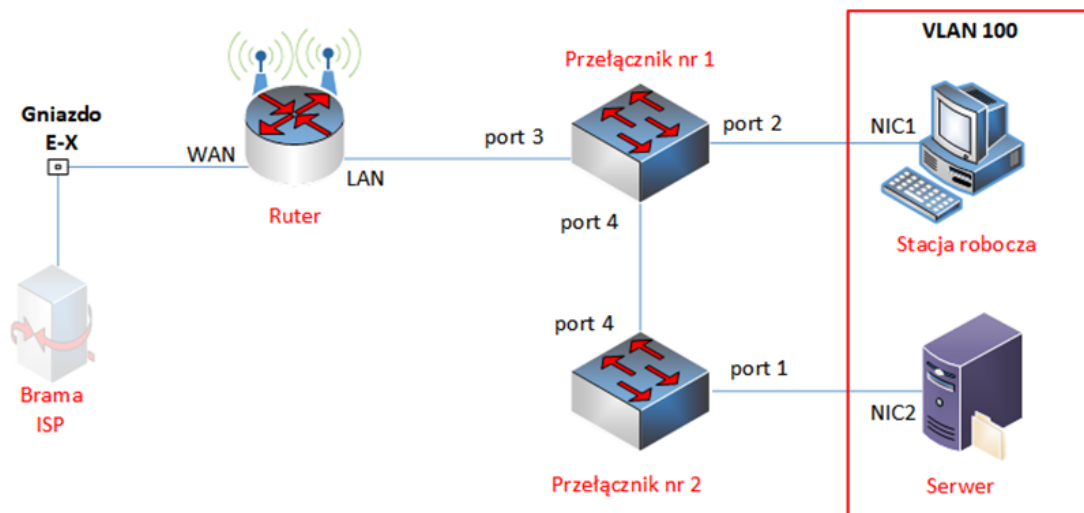 VLAN 100
Przełącznik nr 1
Gniazdo
E-X
port 3
port 2
NIC1
WAN
LAN
Ruter
port 4
Stacja robocza
port 4
port 1
Brama
ISP
NIC2
Przełącznik nr 2
Serwer